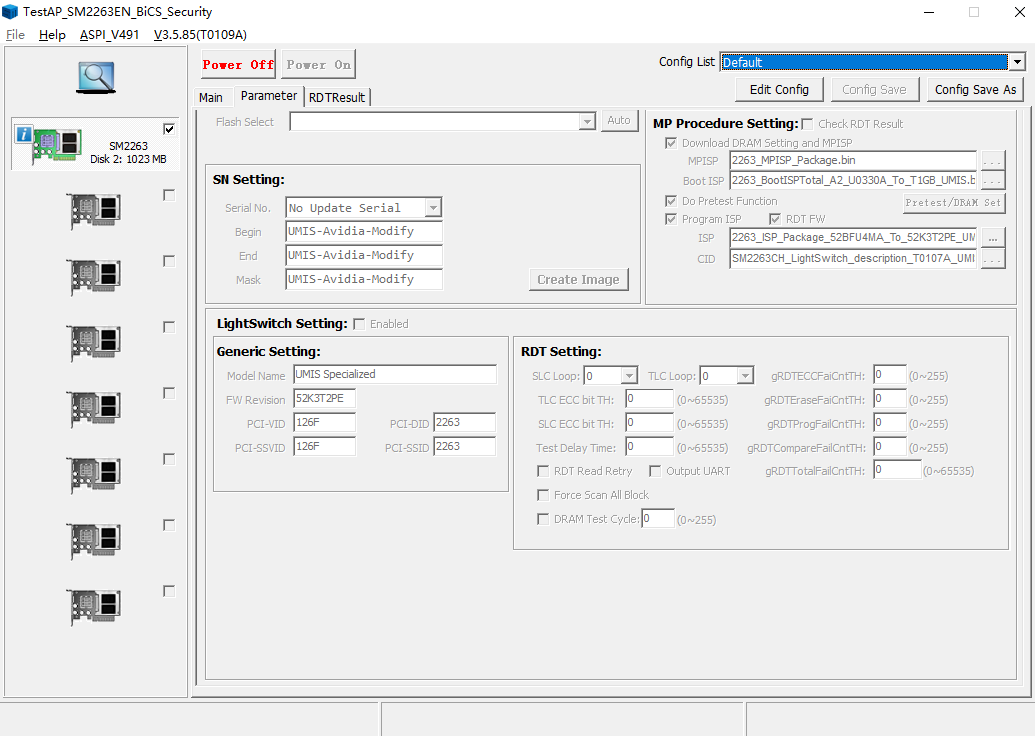 TestAP_SM2263EN_BiCS_Security
File Help ASPI_V491 V3.5.85(T0109A)
Power Off Power On
Config List Default
Edit Config Config Save Config Save As
Main Parameter RDTResult
SM2263
Disk 2: 1023 MB
Flash Select Auto
SN Setting:
Serial No. No Update Serial
Begin UMIS-Avidia-Modify
End UMIS-Avidia-Modify
Mask UMIS-Avidia-Modify
Create Image
MP Procedure Setting: Check RDT Result
Download DRAM Setting and MPISP
MPISP 2263_MPISP_Package.bin ...
Boot ISP 2263_BootISPTotal_A2_U0330A_To_T1GB_UMIS.b ...
Do Pretest Function Pretest/DRAM Set
Program ISP RDT FW
ISP 2263_ISP_Package_52BFU4MA_To_52K3T2PE_UM ...
CID SM2263CH_LightSwitch_description_T0107A_UMI ...
LightSwitch Setting: Enabled
Generic Setting:
Model Name UMIS Specialized
FW Revision 52K3T2PE
PCI-VID 126F PCI-DID 2263
PCI-SSVID 126F PCI-SSID 2263
RDT Setting:
SLC Loop: 0 TLC Loop: 0 gRDTECCFaiCntTH: 0 (0~255)
TLC ECC bit TH: 0 (0~65535) gRDTEraseFailCntTH: 0 (0~255)
SLC ECC bit TH: 0 (0~65535) gRDTProgFailCntTH: 0 (0~255)
Test Delay Time: 0 (0~65535) gRDTCompareFailCntTH: 0 (0~255)
RDT Read Retry Output UART gRDTTotalFailCntTH: 0 (0~65535)
Force Scan All Block
DRAM Test Cycle: 0 (0~255)